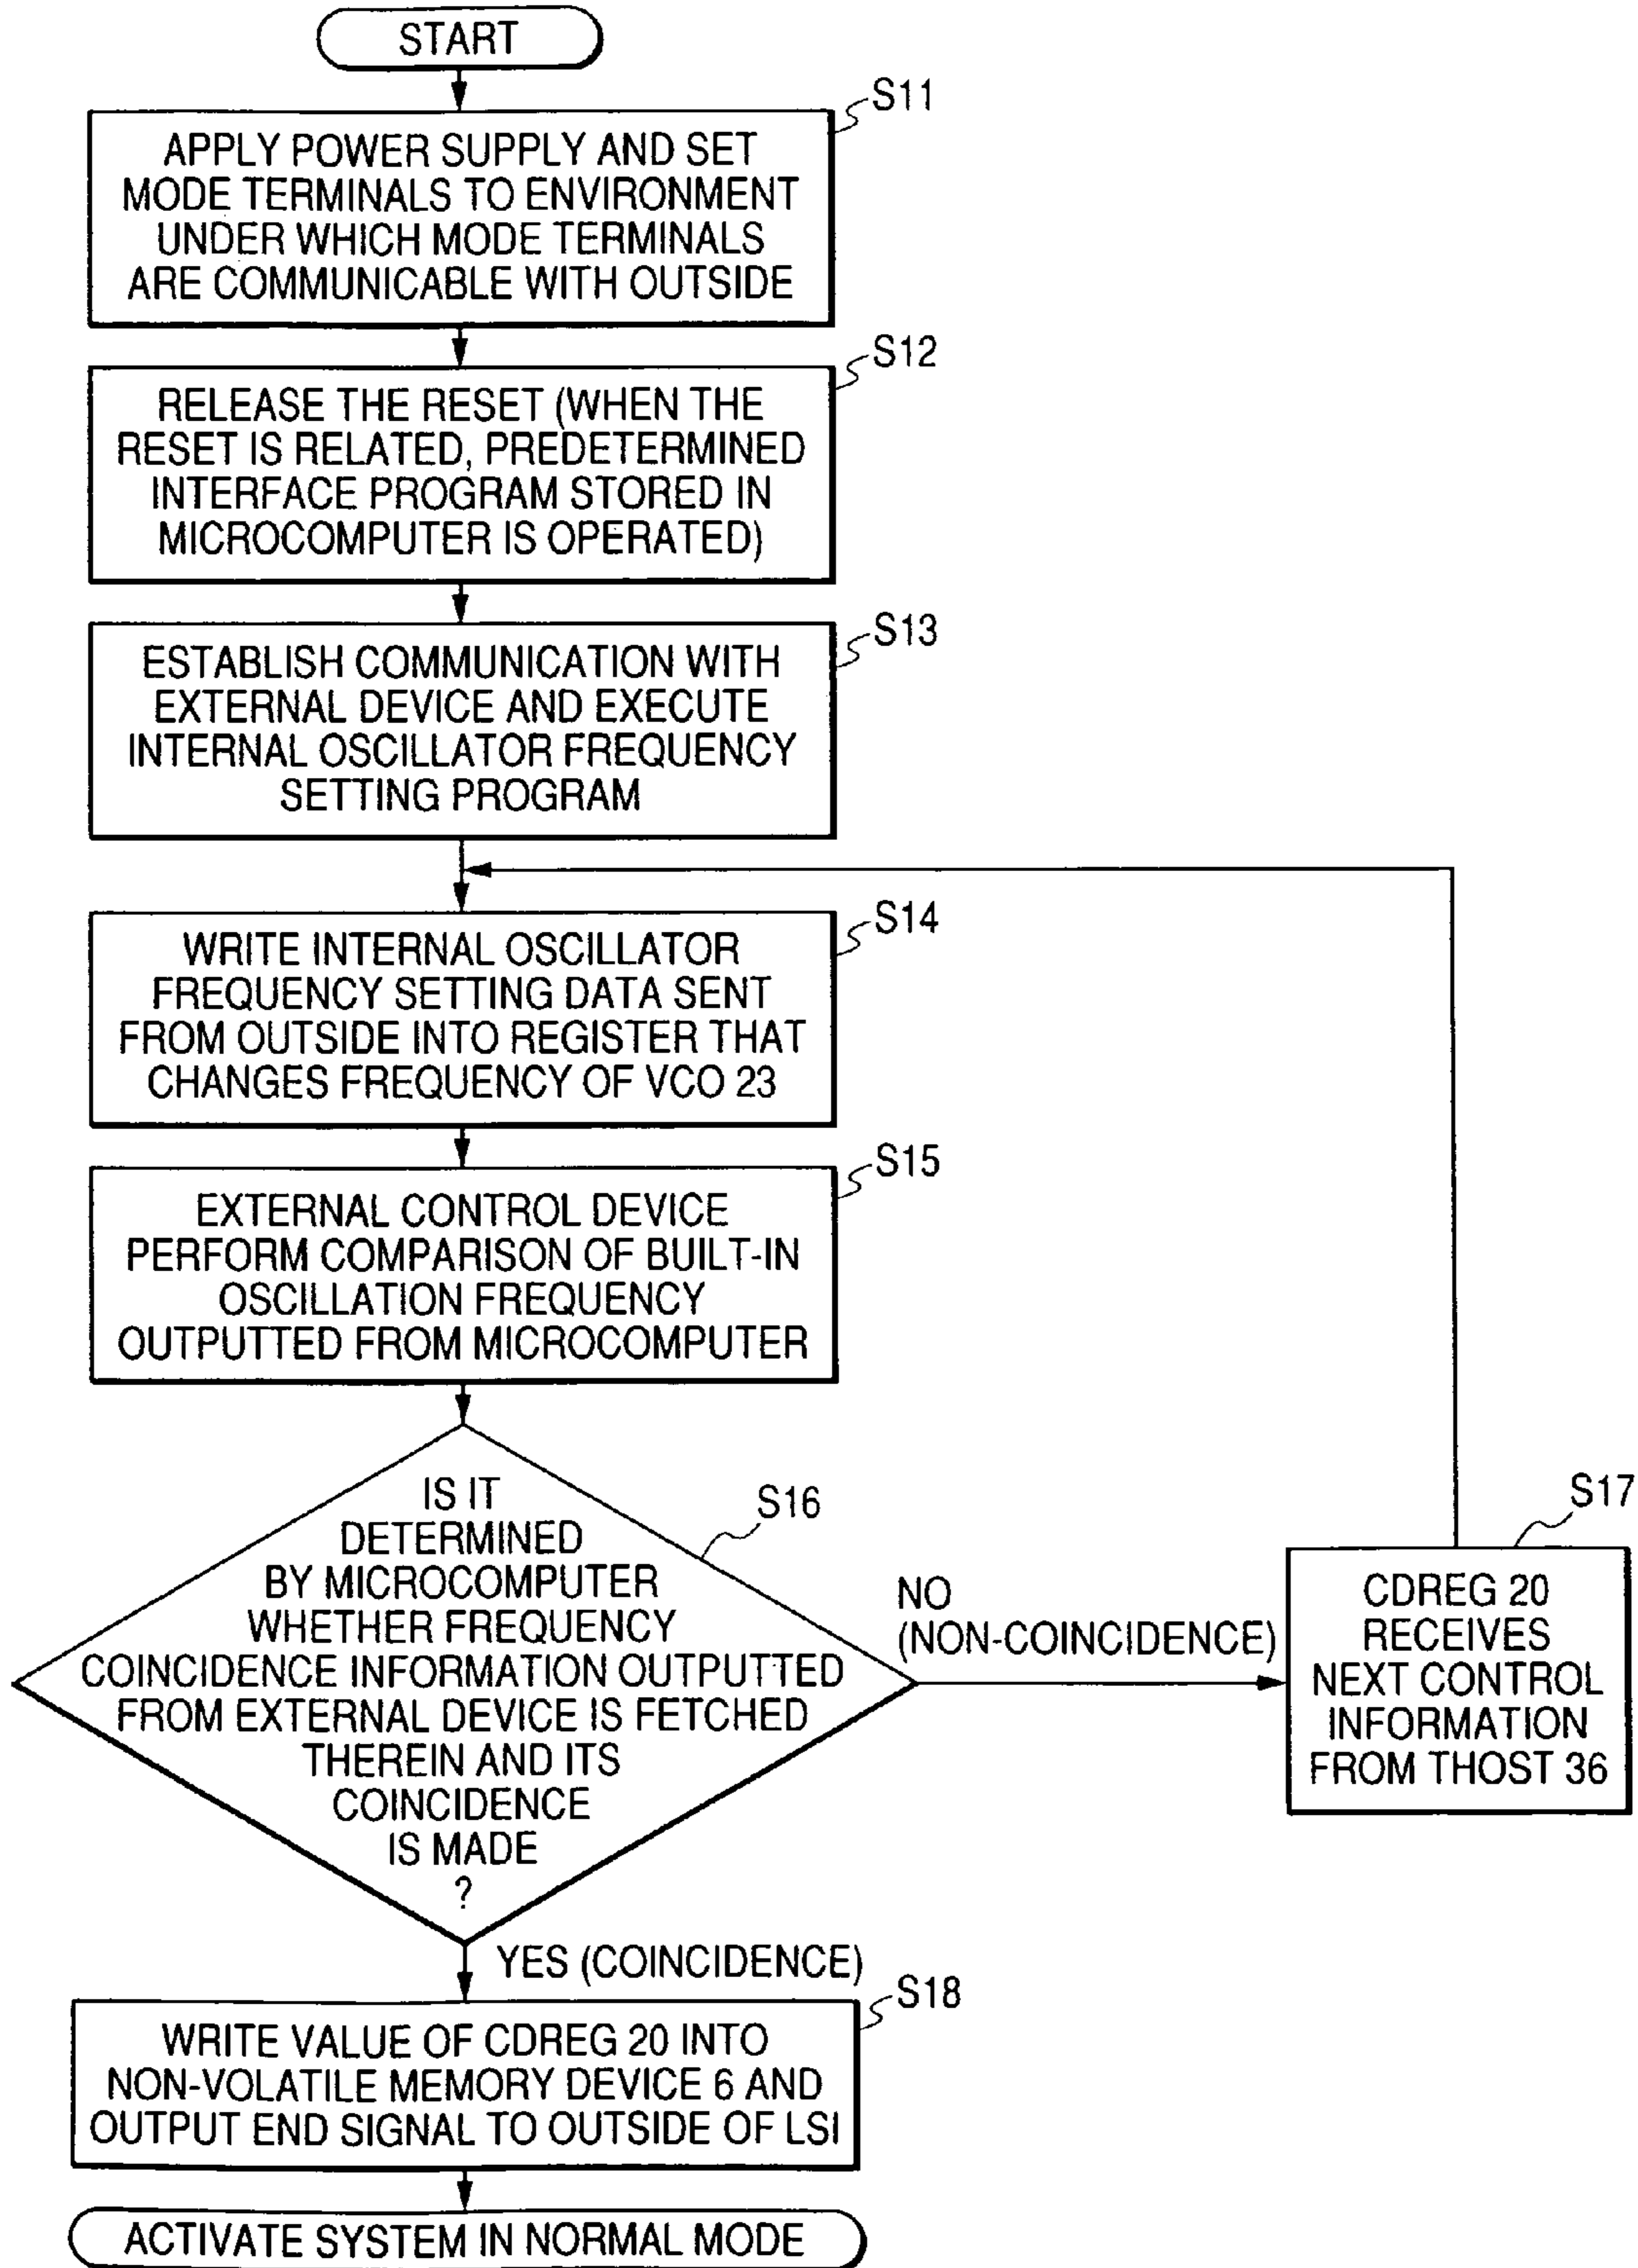 START
S11
APPLY POWER SUPPLY AND SET
MODE TERMINALS TO ENVIRONMENT
UNDER WHICH MODE TERMINALS
ARE COMMUNICABLE WITH OUTSIDE
S12
RELEASE THE RESET (WHEN THE
RESET IS RELATED, PREDETERMINED
INTERFACE PROGRAM STORED IN
MICROCOMPUTER IS OPERATED)
S13
ESTABLISH COMMUNICATION WITH
EXTERNAL DEVICE AND EXECUTE
INTERNAL OSCILLATOR FREQUENCY
SETTING PROGRAM
S14
WRITE INTERNAL OSCILLATOR
FREQUENCY SETTING DATA SENT
FROM OUTSIDE INTO REGISTER THAT
CHANGES FREQUENCY OF VCO 23
S15
EXTERNAL CONTROL DEVICE
PERFORM COMPARISON OF BUILT-IN
OSCILLATION FREQUENCY
OUTPUTTED FROM MICROCOMPUTER
S16
IS IT
DETERMINED
BY MICROCOMPUTER
WHETHER FREQUENCY
COINCIDENCE INFORMATION OUTPUTTED
FROM EXTERNAL DEVICE IS FETCHED
THEREIN AND ITS
COINCIDENCE
IS MADE
?
NO
(NON-COINCIDENCE)
S17
CDREG 20
RECEIVES
NEXT CONTROL
INFORMATION
FROM THOST 36
YES (COINCIDENCE)
S18
WRITE VALUE OF CDREG 20 INTO
NON-VOLATILE MEMORY DEVICE 6 AND
OUTPUT END SIGNAL TO OUTSIDE OF LSI
ACTIVATE SYSTEM IN NORMAL MODE